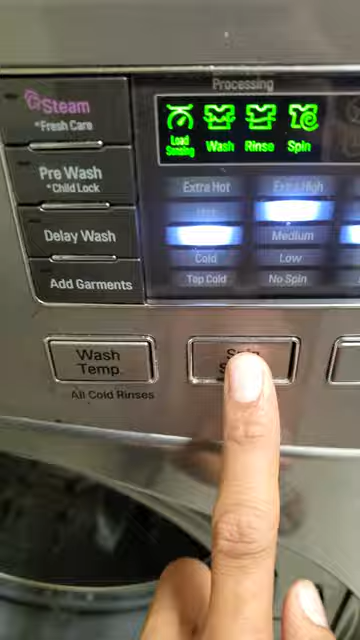 Processing
Steam
*Fresh Care
Load
Sensing
Wash
Rinse
Spin
Pre Wash
*Child Lock
Extra Hot
Extra High
Hot
Delay Wash
Medium
Cold
Low
Add Garments
Tap Cold
No Spin
Wash
Temp.
Spin
All Cold Rinses